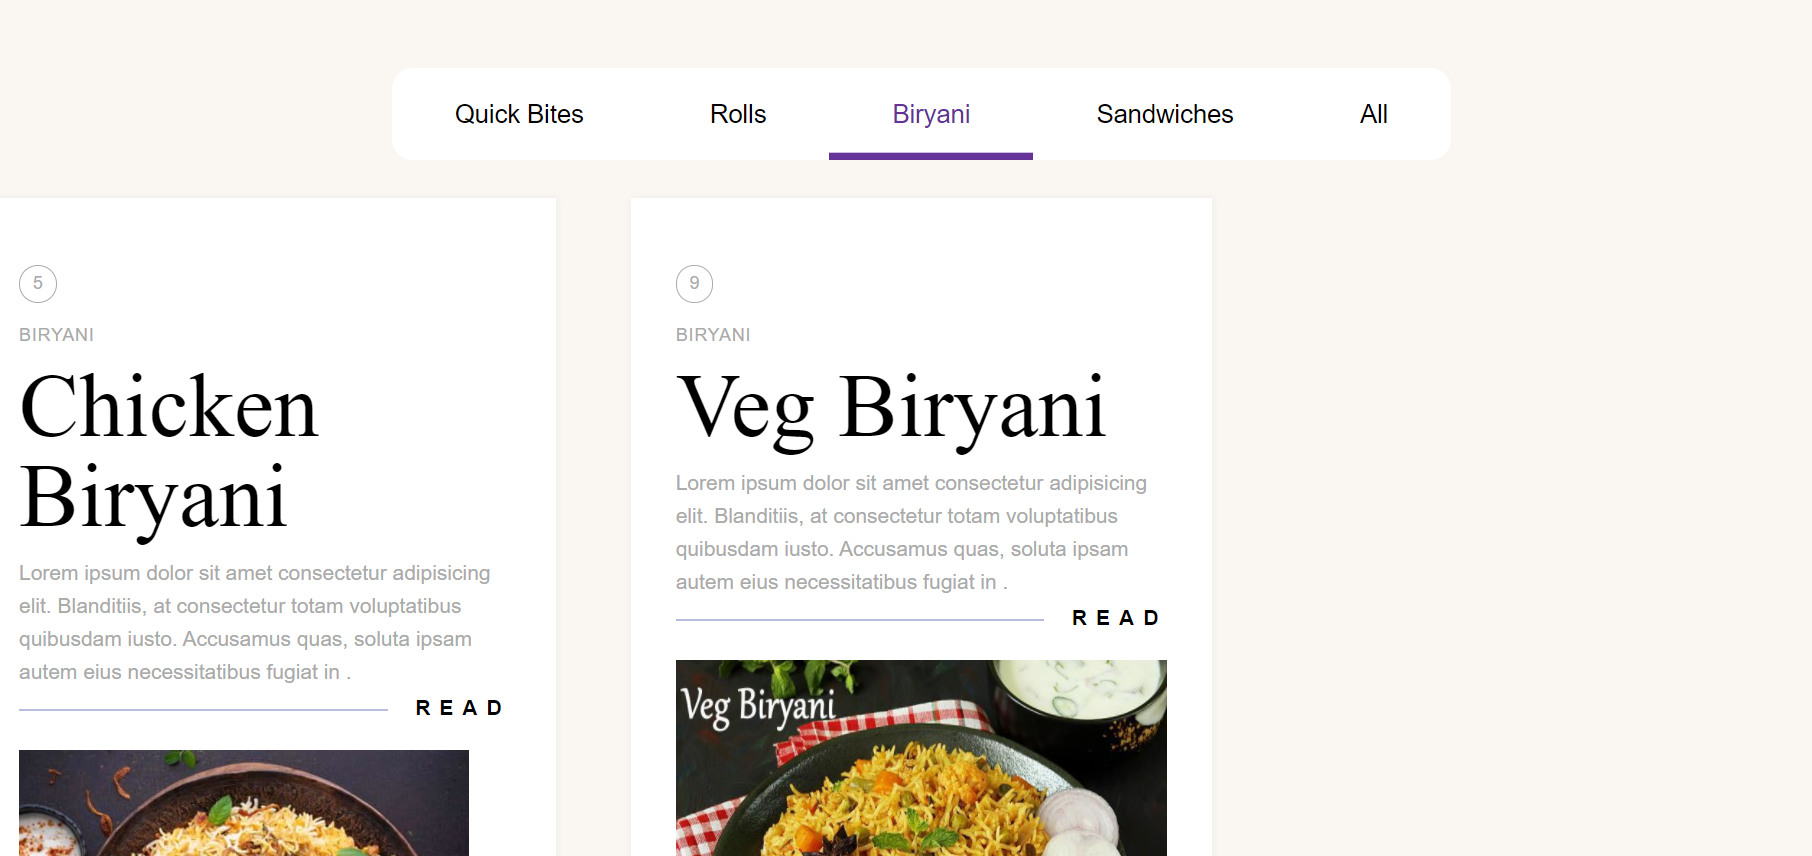 Quick Bites
Rolls
Biryani
Sandwiches
All
5
BIRYANI
Chicken
Biryani
Lorem ipsum dolor sit amet consectetur adipisicing
elit. Blanditiis, at consectetur totam voluptatibus
quibusdam iusto. Accusamus quas, soluta ipsam
autem eius necessitatibus fugiat in .
READ
9
BIRYANI
Veg Biryani
Lorem ipsum dolor sit amet consectetur adipisicing
elit. Blanditiis, at consectetur totam voluptatibus
quibusdam iusto. Accusamus quas, soluta ipsam
autem eius necessitatibus fugiat in .
READ
Veg Biryani